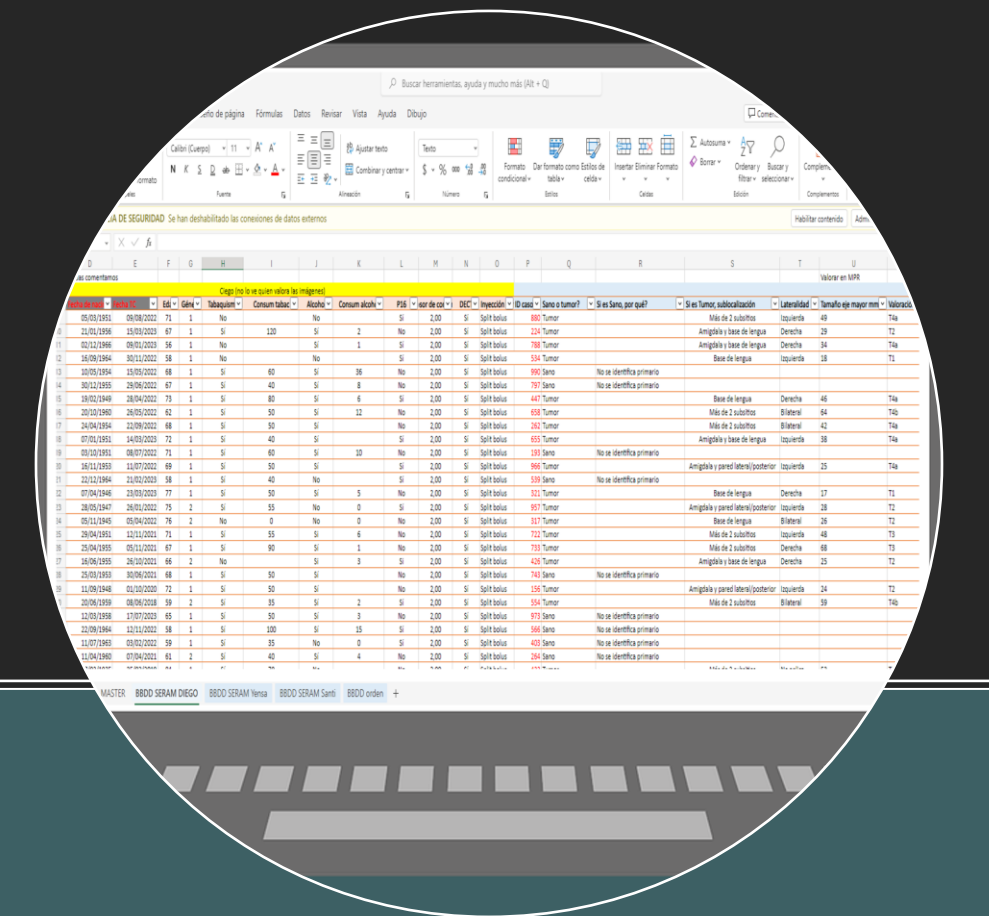 Buscar herramientas, ayuda y mucho más (Alt + Q)
de página Fórmulas Datos Revisar Vista Ayuda Dibujo
Calibri (Cuerpo) 11 A A Ajustar texto Texto Σ Autosuma
N K S D ab A Combinar y centrar $ % 000 Formato condicional Dar formato como tabla Estilos de celda Insertar Eliminar Formato Borrar Ordenar y filtrar Buscar y seleccionar
Fuente Alineación Número Estilos Celdas Edición Complementos
DE SEGURIDAD Se han deshabilitado las conexiones de datos externos Habilitar contenido
fx
D E F G H I J K L M N O P Q R S T U
comentamos Valorar en MPR
Ciego (no lo ve quien valora las imágenes)
Tabaquism Consum tabac Alcoho Consum alcoh P16 DEC Inyección ID caso Sano o tumor? Si es Sano, por qué? Si es Tumor, sublocalización Lateralidad Tamaño eje mayor mm
05/03/1951 09/08/2022 71 1 No No Si 2,00 Si Split bolus 880 Tumor Más de 2 subsitios Izquierda 49 T4a
21/01/1956 15/03/2023 67 1 Si 120 Si 2 No 2,00 Si Split bolus 224 Tumor Amigdala y base de lengua Derecha 29 T2
02/12/1966 09/01/2023 56 1 No Si 1 Si 2,00 Si Split bolus 788 Tumor Amigdala y base de lengua Derecha 34 T4a
16/09/1964 30/11/2022 58 1 No No Si 2,00 Si Split bolus 534 Tumor Base de lengua Izquierda 18 T1
10/05/1954 15/05/2022 68 1 Si 60 Si 36 No 2,00 Si Split bolus 990 Sano No se identifica primario
30/12/1955 29/06/2022 67 1 Si 40 Si 8 No 2,00 Si Split bolus 797 Sano No se identifica primario
19/02/1949 28/04/2022 73 1 Si 80 Si 6 Si 2,00 Si Split bolus 447 Tumor Base de lengua Derecha 46 T4a
20/10/1960 26/05/2022 62 1 Si 50 Si 12 No 2,00 Si Split bolus 658 Tumor Más de 2 subsitios Bilateral 64 T4b
24/04/1954 22/09/2022 68 1 Si 50 Si No 2,00 Si Split bolus 262 Tumor Más de 2 subsitios Bilateral 42 T4a
07/01/1951 14/03/2023 72 1 Si 40 Si Si 2,00 Si Split bolus 655 Tumor Amigdala y base de lengua Izquierda 38 T4a
03/10/1951 08/07/2022 71 1 Si 60 Si 10 No 2,00 Si Split bolus 193 Sano No se identifica primario
16/11/1953 11/07/2022 69 1 Si 50 Si Si 2,00 Si Split bolus 966 Tumor Amigdala y pared lateral/posterior Izquierda 25 T4a
22/12/1964 21/02/2023 58 1 Si 40 No Si 2,00 Si Split bolus 539 Sano No se identifica primario
07/04/1946 23/03/2023 77 1 Si 50 Si 5 No 2,00 Si Split bolus 321 Tumor Base de lengua Derecha 17 T1
28/05/1947 26/01/2022 75 2 Si 55 No 0 Si 2,00 Si Split bolus 957 Tumor Amigdala y pared lateral/posterior Izquierda 28 T2
05/11/1945 05/04/2022 76 2 No 0 No 0 No 2,00 Si Split bolus 317 Tumor Base de lengua Bilateral 26 T2
29/04/1951 12/11/2021 71 1 Si 55 Si 6 No 2,00 Si Split bolus 722 Tumor Más de 2 subsitios Izquierda 48 T3
25/04/1955 05/11/2021 67 1 Si 90 Si 1 No 2,00 Si Split bolus 733 Tumor Más de 2 subsitios Derecha 68 T3
16/06/1955 26/10/2021 66 2 No Si 3 Si 2,00 Si Split bolus 426 Tumor Amigdala y base de lengua Derecha 25 T2
25/03/1953 30/06/2021 68 1 Si 50 Si No 2,00 Si Split bolus 743 Sano No se identifica primario
11/09/1948 01/10/2020 72 1 Si 50 Si No 2,00 Si Split bolus 156 Tumor Amigdala y pared lateral/posterior Izquierda 24 T2
20/06/1959 08/06/2018 59 2 Si 35 Si 2 Si 2,00 Si Split bolus 554 Tumor Más de 2 subsitios Bilateral 59 T4b
12/03/1958 17/07/2023 65 1 Si 50 Si 3 No 2,00 Si Split bolus 973 Sano No se identifica primario
22/09/1964 12/11/2022 58 1 Si 100 Si 15 Si 2,00 Si Split bolus 566 Sano No se identifica primario
11/07/1963 03/02/2022 59 1 Si 35 No 0 Si 2,00 Si Split bolus 403 Sano No se identifica primario
11/04/1960 07/04/2021 61 2 Si 40 Si 4 No 2,00 Si Split bolus 264 Sano No se identifica primario
MASTER BBDD SERAM DIEGO BBDD SERAM Yensa BBDD SERAM Santi BBDD orden +